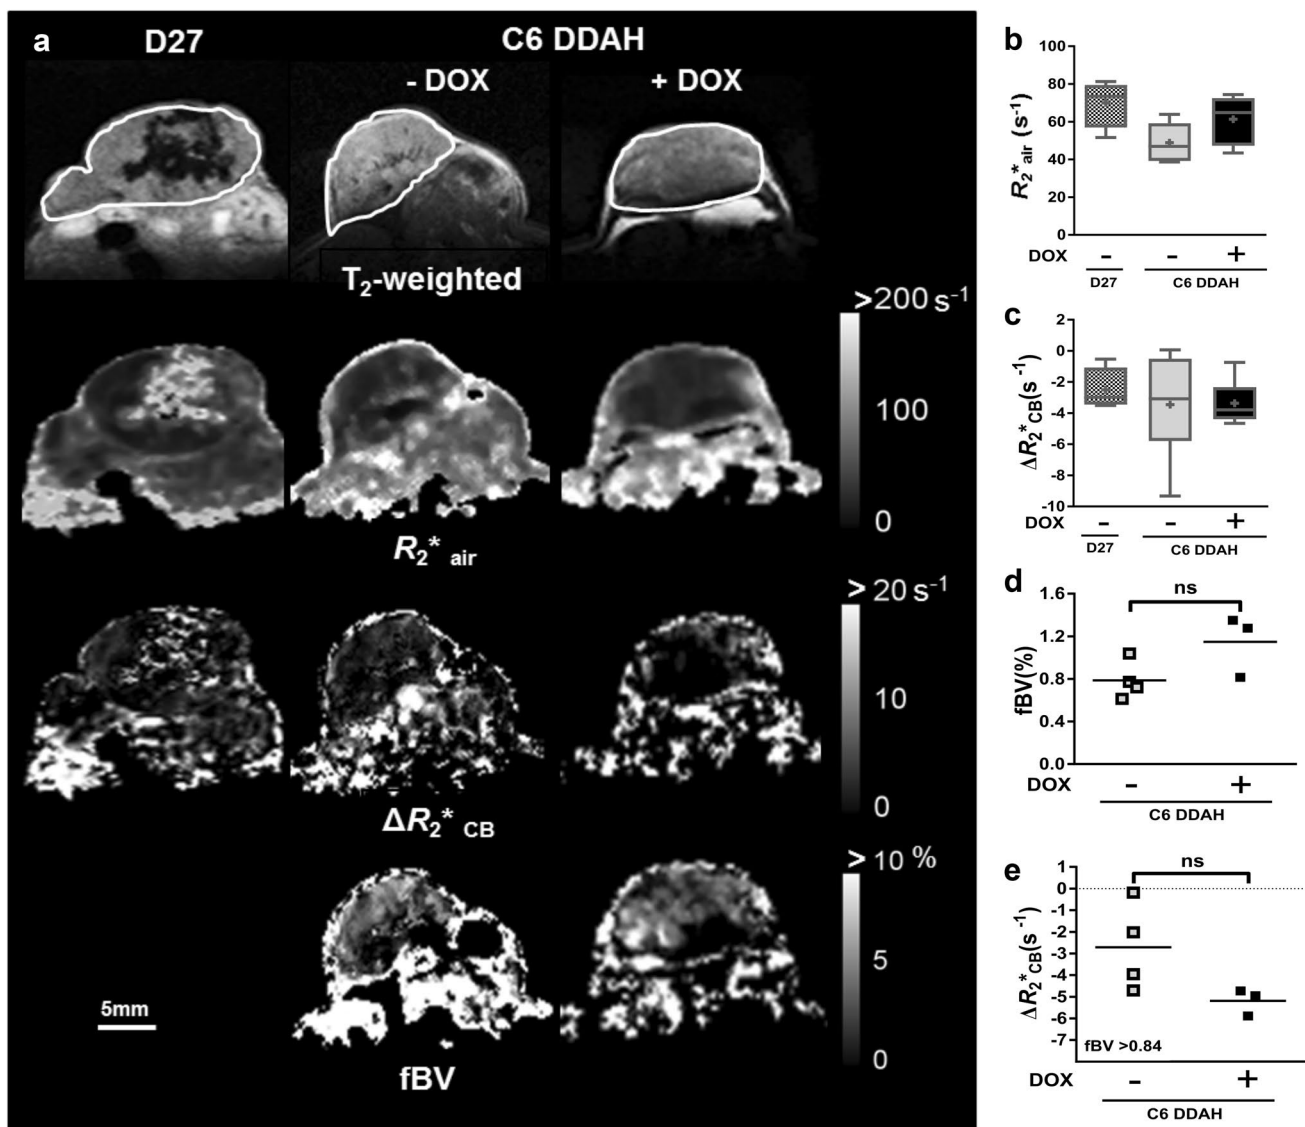 a
D27
C6 DDAH
- DOX
+ DOX
T2-weighted
>200 s-1
100
0
R2* air
> 20 s-1
10
0
ΔR2* CB
> 10 %
5
0
5mm
fBV
b
100
80
60
40
20
0
R2*air (s-1)
DOX - - +
D27 C6 DDAH
c
2
0
-2
-4
-6
-8
-10
ΔR2*CB(s-1)
DOX - - +
D27 C6 DDAH
d
ns
1.6
1.2
0.8
0.4
0.0
fBV(%)
DOX - +
C6 DDAH
e
ns
1
0
-1
-2
-3
-4
-5
-6
-7
ΔR2*CB(s-1)
fBV >0.84
DOX - +
C6 DDAH